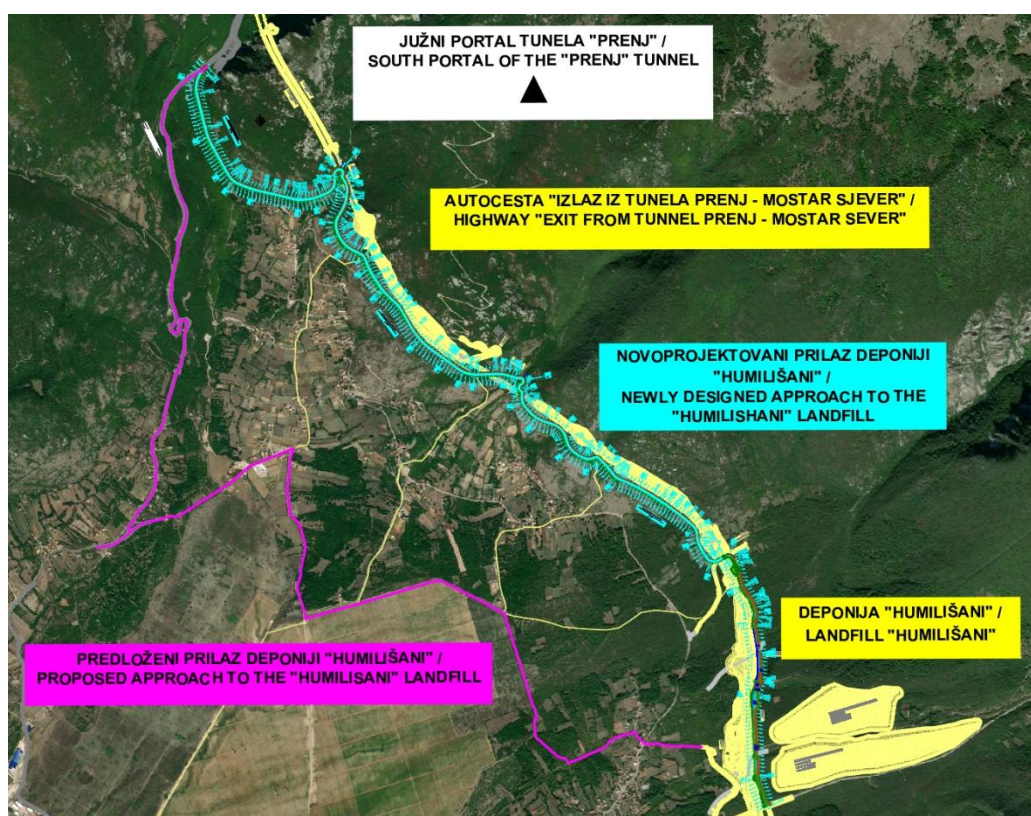 JUŽNI PORTAL TUNELA "PRENJ" /
SOUTH PORTAL OF THE "PRENJ" TUNNEL
AUTOCESTA "IZLAZ IZ TUNELA PRENJ - MOSTAR SJEVER" /
HIGHWAY "EXIT FROM TUNNEL PRENJ - MOSTAR SEVER"
NOVOPROJEKTOVANI PRILAZ DEPONIJI
"HUMILIŠANI" /
NEWLY DESIGNED APPROACH TO THE
"HUMILISHANI" LANDFILL
DEPONIJA "HUMILIŠANI" /
LANDFILL "HUMILIŠANI"
PREDLOŽENI PRILAZ DEPONIJI "HUMILIŠANI" /
PROPOSED APPROACH TO THE "HUMILISANI" LANDFILL